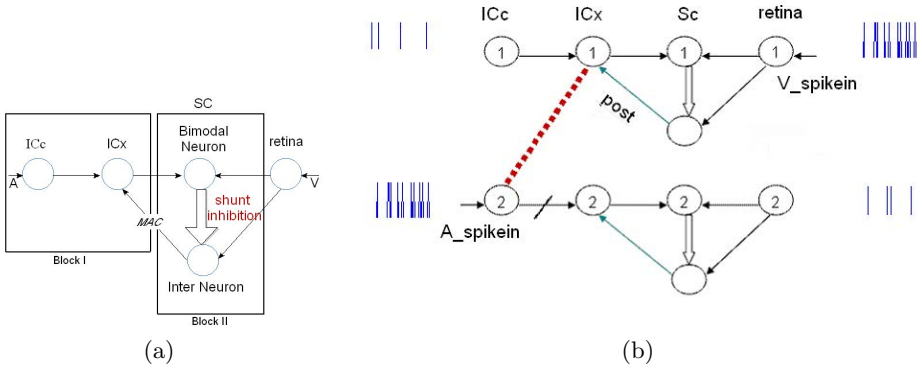 SC
Bimodal
Neuron
retina
ICc
ICx
A
V
shunt
inhibition
MAC
Inter Neuron
Block I
Block II
(a)
ICc ICx Sc retina
1 1 1 1
V_spikein
post
2 2 2 2
A_spikein
(b)